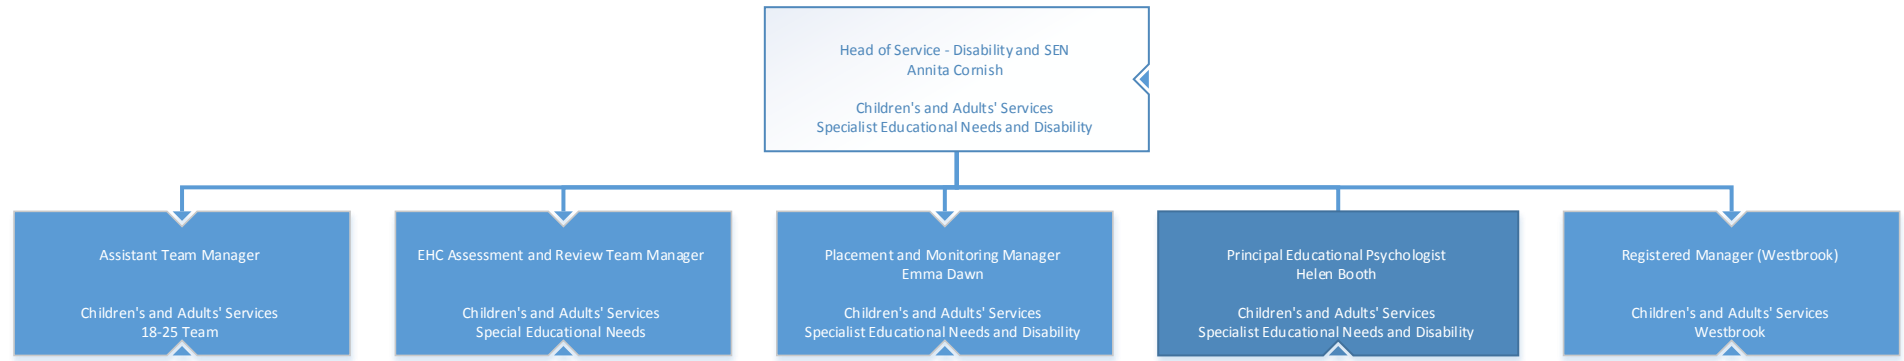 Head of Service - Disability and SEN
Annita Cornish
Children's and Adults' Services
Specialist Educational Needs and Disability
Assistant Team Manager
Children's and Adults' Services
18-25 Team
EHC Assessment and Review Team Manager
Children's and Adults' Services
Special Educational Needs
Placement and Monitoring Manager
Emma Dawn
Children's and Adults' Services
Specialist Educational Needs and Disability
Principal Educational Psychologist
Helen Booth
Children's and Adults' Services
Specialist Educational Needs and Disability
Registered Manager (Westbrook)
Children's and Adults' Services
Westbrook